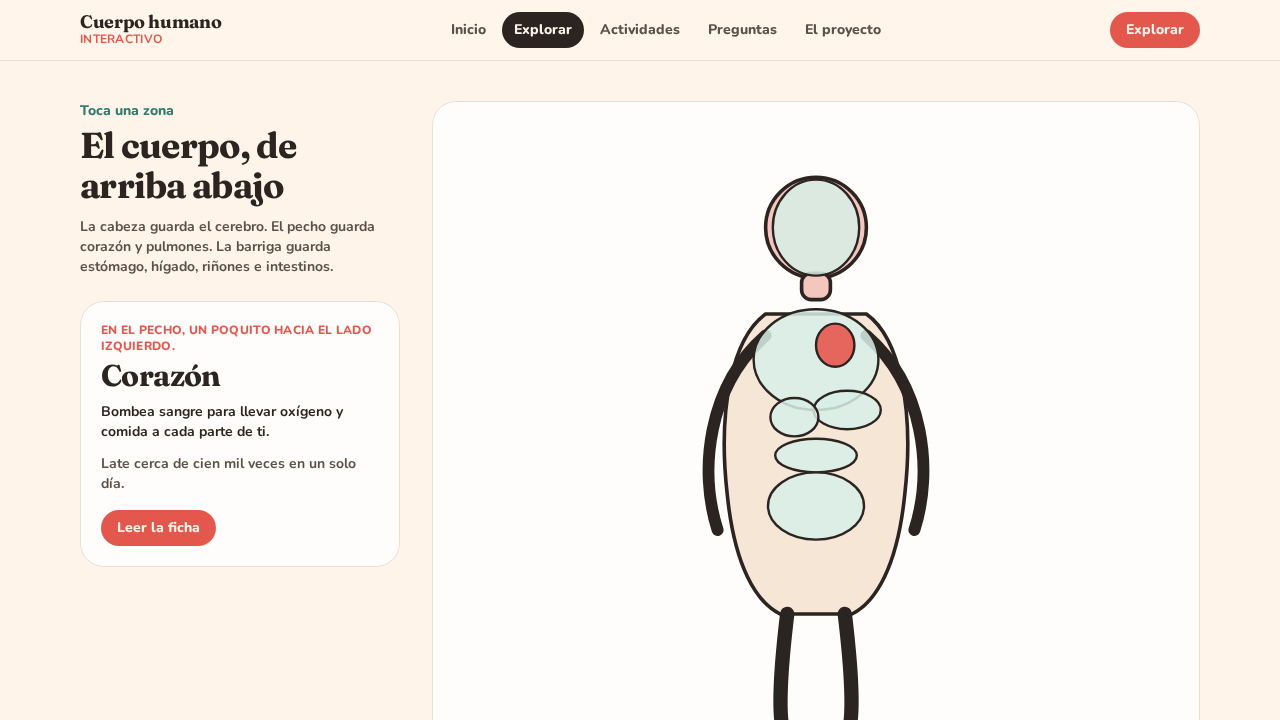 Cuerpo humano
INTERACTIVO
Inicio
Explorar
Actividades
Preguntas
El proyecto
Explorar
Toca una zona
El cuerpo, de
arriba abajo
La cabeza guarda el cerebro. El pecho guarda
corazón y pulmones. La barriga guarda
estómago, hígado, riñones e intestinos.
EN EL PECHO, UN POQUITO HACIA EL LADO
IZQUIERDO.
Corazón
Bombea sangre para llevar oxígeno y
comida a cada parte de ti.
Late cerca de cien mil veces en un solo
día.
Leer la ficha